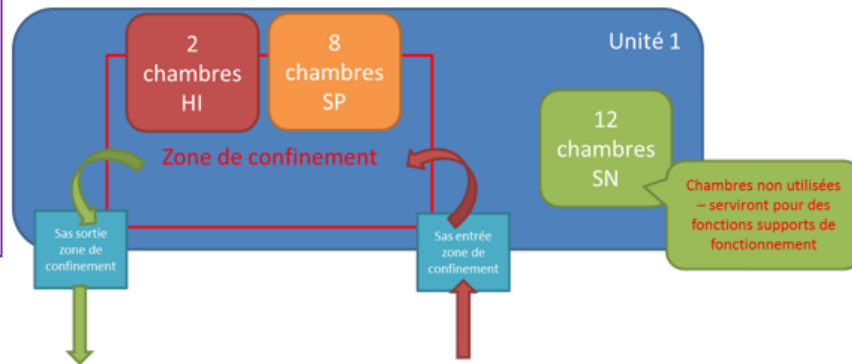 2
chambres
HI
8
chambres
SP
Unité 1
Zone de confinement
12
chambres
SN
Chambres non utilisées
– serviront pour des
fonctions supports de
fonctionnement
Sas sortie
zone de
confinement
Sas entrée
zone de
confinement